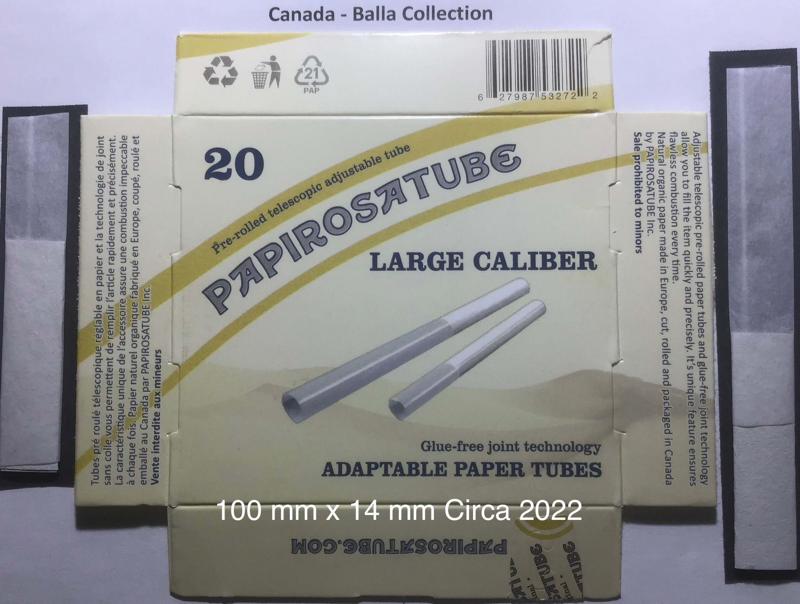 Canada - Balla Collection
21
PAP
6 27987 53272 2
20
Pre-rolled telescopic adjustable tube
PAPIROSATUBE
LARGE CALIBER
Glue-free joint technology
ADAPTABLE PAPER TUBES
100 mm x 14 mm Circa 2022
Tubes pré roulé télescopique réglable en papier et la technologie de joint
sans colle vous permettent de remplir l'article rapidement et précisément.
La caractéristique unique de l'accessoire assure une combustion impeccable
à chaque fois. Papier naturel organique fabriqué en Europe, coupé, roulé et
emballé au Canada par PAPIROSATUBE Inc.
Vente interdite aux mineurs
Adjustable telescopic pre-rolled paper tubes and glue-free joint technology
allow you to fill the item quickly and precisely. It's unique feature ensures
flawless combustion every time.
Natural organic paper made in Europe, cut, rolled and packaged in Canada
by PAPIROSATUBE Inc.
Sale prohibited to minors
PAPIROSATUBE.COM